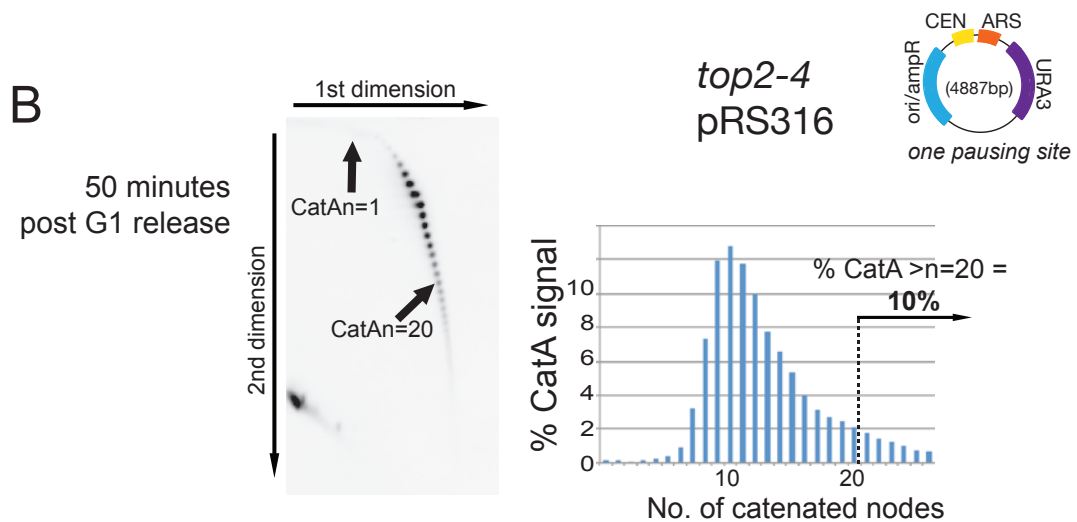 B
1st dimension
50 minutes
post G1 release
2nd dimension
CatAn=1
CatAn=20
top2-4
pRS316
CEN ARS
ori/ampR
(4887bp)
URA3
one pausing site
% CatA signal
10
8
6
4
2
0
% CatA >n=20 =
10%
10 20
No. of catenated nodes